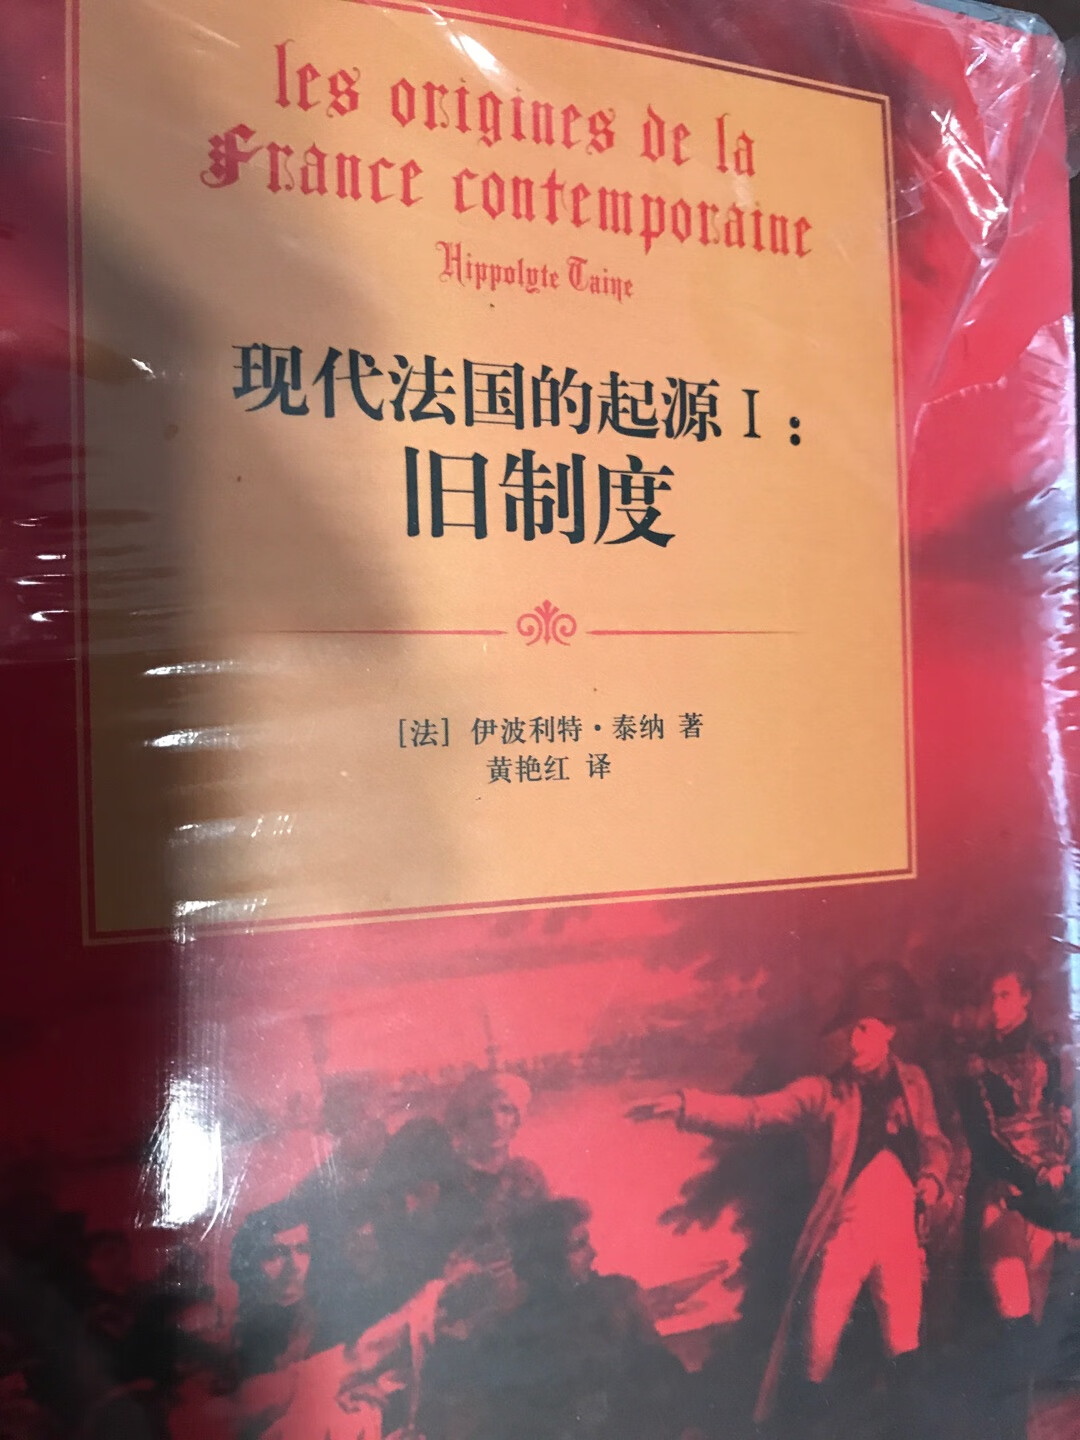 les origines de la
France contemporaine
Hippolyte Taine
现代法国的起源Ⅰ：
旧制度
［法］伊波利特·泰纳 著
黄艳红 译